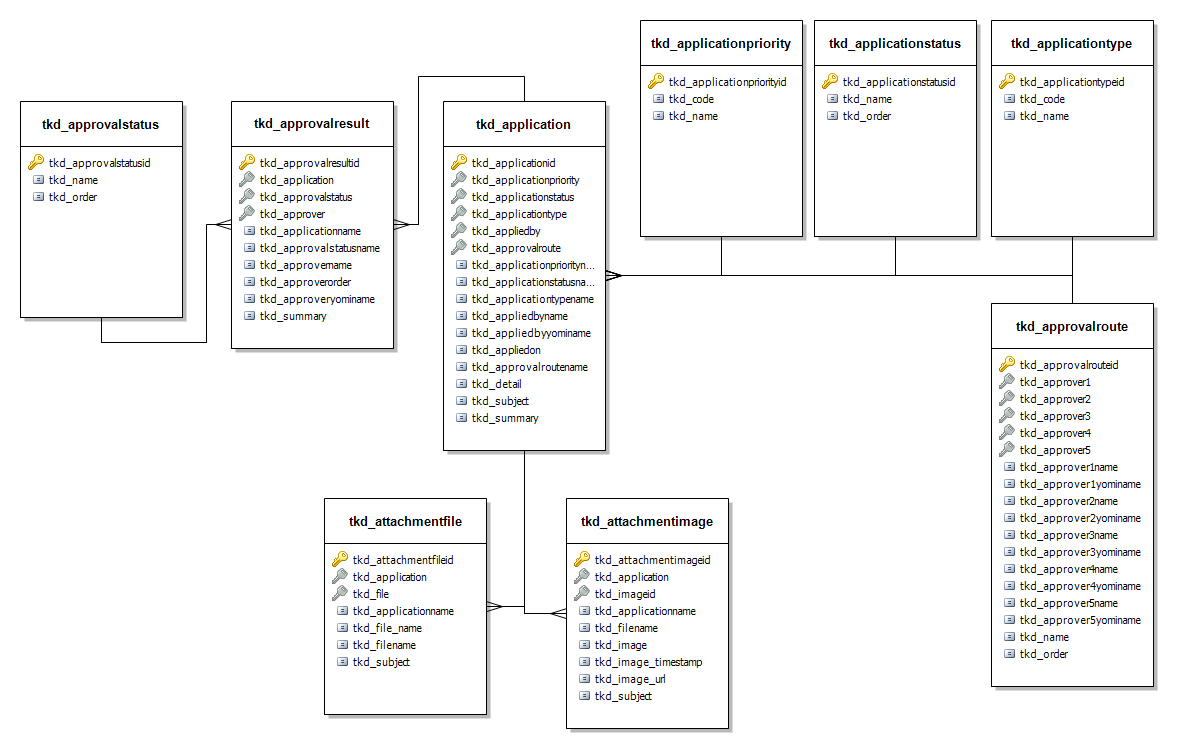 tkd_applicationpriority
tkd_applicationpriorityid
tkd_code
tkd_name
tkd_applicationstatus
tkd_applicationstatusid
tkd_name
tkd_order
tkd_applicationtype
tkd_applicationtypeid
tkd_code
tkd_name
tkd_approvalstatus
tkd_approvalstatusid
tkd_name
tkd_order
tkd_approvalresult
tkd_approvalresultid
tkd_application
tkd_approvalstatus
tkd_approver
tkd_applicationname
tkd_approvalstatusname
tkd_approvername
tkd_approverorder
tkd_approveryominame
tkd_summary
tkd_application
tkd_applicationid
tkd_applicationpriority
tkd_applicationstatus
tkd_applicationtype
tkd_appliedby
tkd_approvalroute
tkd_applicationpriorityn...
tkd_applicationstatusna...
tkd_applicationtypename
tkd_appliedbyname
tkd_appliedbyyominame
tkd_appliedon
tkd_approvalroutename
tkd_detail
tkd_subject
tkd_summary
tkd_approvalroute
tkd_approvalrouteid
tkd_approver1
tkd_approver2
tkd_approver3
tkd_approver4
tkd_approver5
tkd_approver1name
tkd_approver1yominame
tkd_approver2name
tkd_approver2yominame
tkd_approver3name
tkd_approver3yominame
tkd_approver4name
tkd_approver4yominame
tkd_approver5name
tkd_approver5yominame
tkd_name
tkd_order
tkd_attachmentfile
tkd_attachmentfileid
tkd_application
tkd_file
tkd_applicationname
tkd_file_name
tkd_filename
tkd_subject
tkd_attachmentimage
tkd_attachmentimageid
tkd_application
tkd_imageid
tkd_applicationname
tkd_filename
tkd_image
tkd_image_timestamp
tkd_image_url
tkd_subject